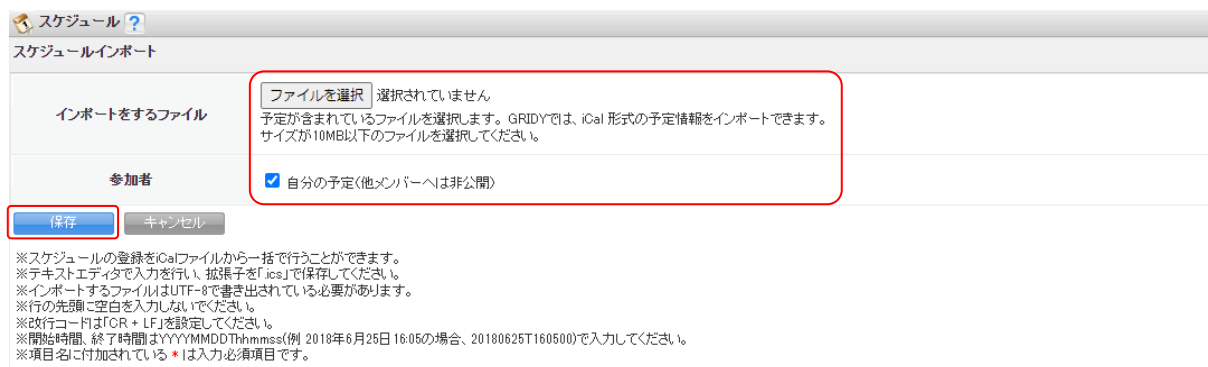 スケジュール ?
スケジュールインポート
インポートをするファイル
ファイルを選択 選択されていません
予定が含まれているファイルを選択します。GRIDYでは、iCal 形式の予定情報をインポートできます。
サイズが10MB以下のファイルを選択してください。
参加者
自分の予定(他メンバーへは非公開)
保存 キャンセル
※スケジュールの登録をiCalファイルから一括で行うことができます。
※テキストエディタで入力を行い、拡張子を「.ics」で保存してください。
※インポートするファイルはUTF-8で書き出されている必要があります。
※行の先頭に空白を入力しないでください。
※改行コードは「CR + LF」を設定してください。
※開始時間、終了時間はYYYYMMDDThhmmss(例 2018年6月25日 16:05の場合、20180625T160500)で入力してください。
※項目名に付加されている * は入力必須項目です。